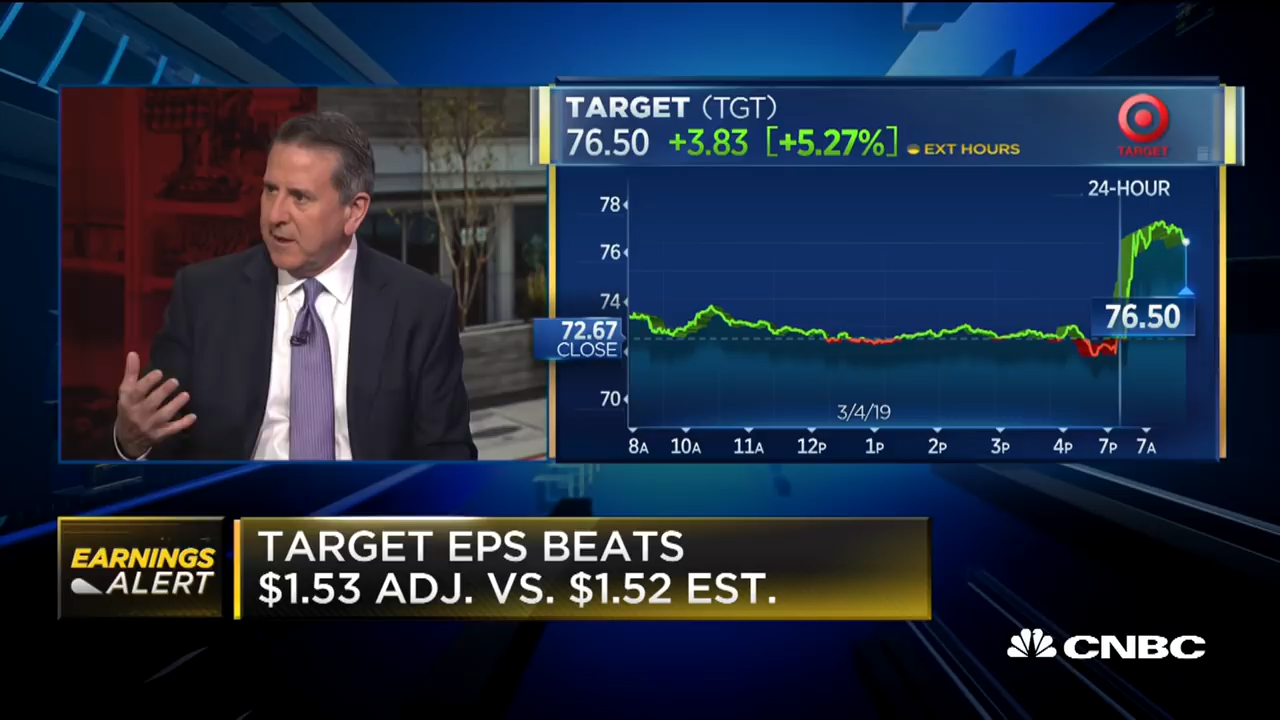 TARGET (TGT)
76.50 +3.83 [+5.27%] EXT HOURS
TARGET
24-HOUR
78
76
74
72.67
CLOSE
70
76.50
3/4/19
8A 10A 11A 12P 1P 2P 3P 4P 7P 7A
EARNINGS
ALERT
TARGET EPS BEATS
$1.53 ADJ. VS. $1.52 EST.
CNBC